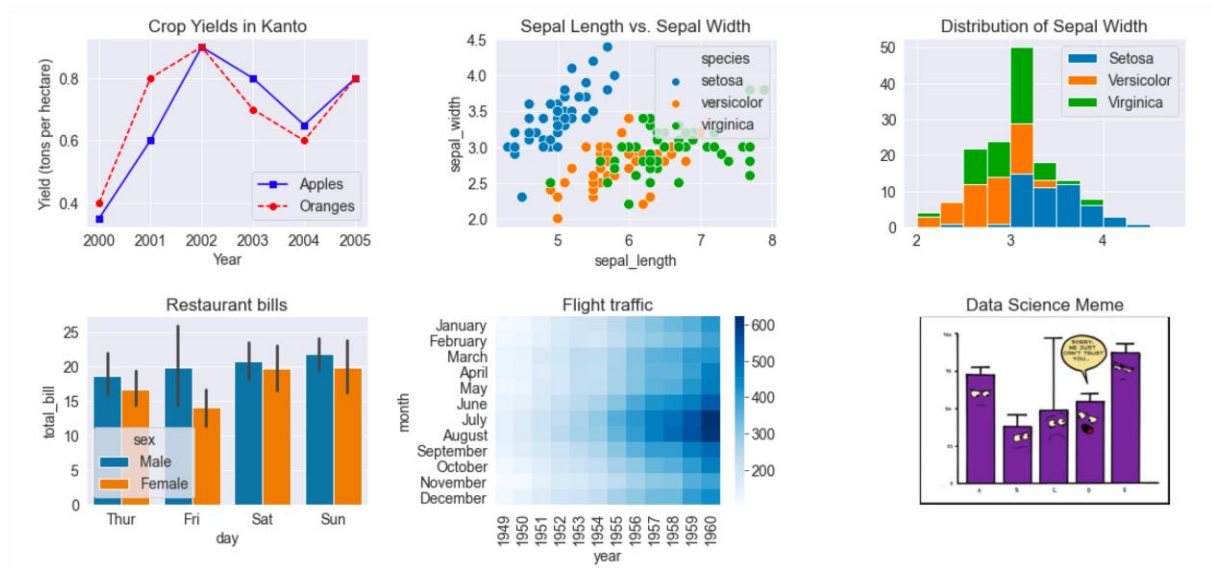 Crop Yields in Kanto
Yield (tons per hectare)
0.8
0.6
0.4
Apples
Oranges
2000 2001 2002 2003 2004 2005
Year
Sepal Length vs. Sepal Width
sepal_width
4.5
4.0
3.5
3.0
2.5
2.0
species
setosa
versicolor
virginica
5 6 7 8
sepal_length
Distribution of Sepal Width
50
40
30
20
10
0
Setosa
Versicolor
Virginica
2 3 4
Restaurant bills
total_bill
25
20
15
10
5
0
sex
Male
Female
Thur Fri Sat Sun
day
Flight traffic
month
January
February
March
April
May
June
July
August
September
October
November
December
1949 1950 1951 1952 1953 1954 1955 1956 1957 1958 1959 1960
year
600
500
400
300
200
Data Science Meme
SORRY,
WE JUST
CAN'T TRUST
YOU...